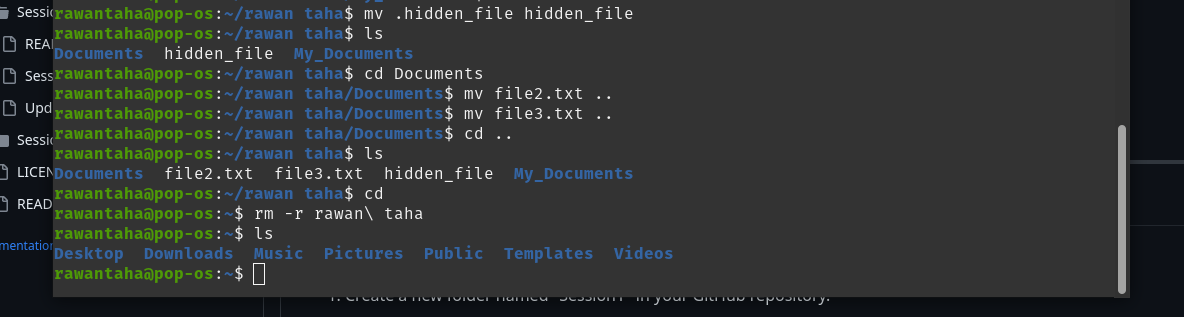 Sessi
rawantaha@pop-os:~/rawan taha$ mv .hidden_file hidden_file
rawantaha@pop-os:~/rawan taha$ ls
REA
Documents  hidden_file  My_Documents
Sess
rawantaha@pop-os:~/rawan taha$ cd Documents
rawantaha@pop-os:~/rawan taha/Documents$ mv file2.txt ..
Upd
rawantaha@pop-os:~/rawan taha/Documents$ mv file3.txt ..
Sessi
rawantaha@pop-os:~/rawan taha/Documents$ cd ..
rawantaha@pop-os:~/rawan taha$ ls
LICEN
Documents  file2.txt  file3.txt  hidden_file  My_Documents
rawantaha@pop-os:~/rawan taha$ cd
READ
rawantaha@pop-os:~$ rm -r rawan\ taha
rawantaha@pop-os:~$ ls
mentation
Desktop  Downloads  Music  Pictures  Public  Templates  Videos
rawantaha@pop-os:~$
1. Create a new folder named "Session1" in your GitHub repository.